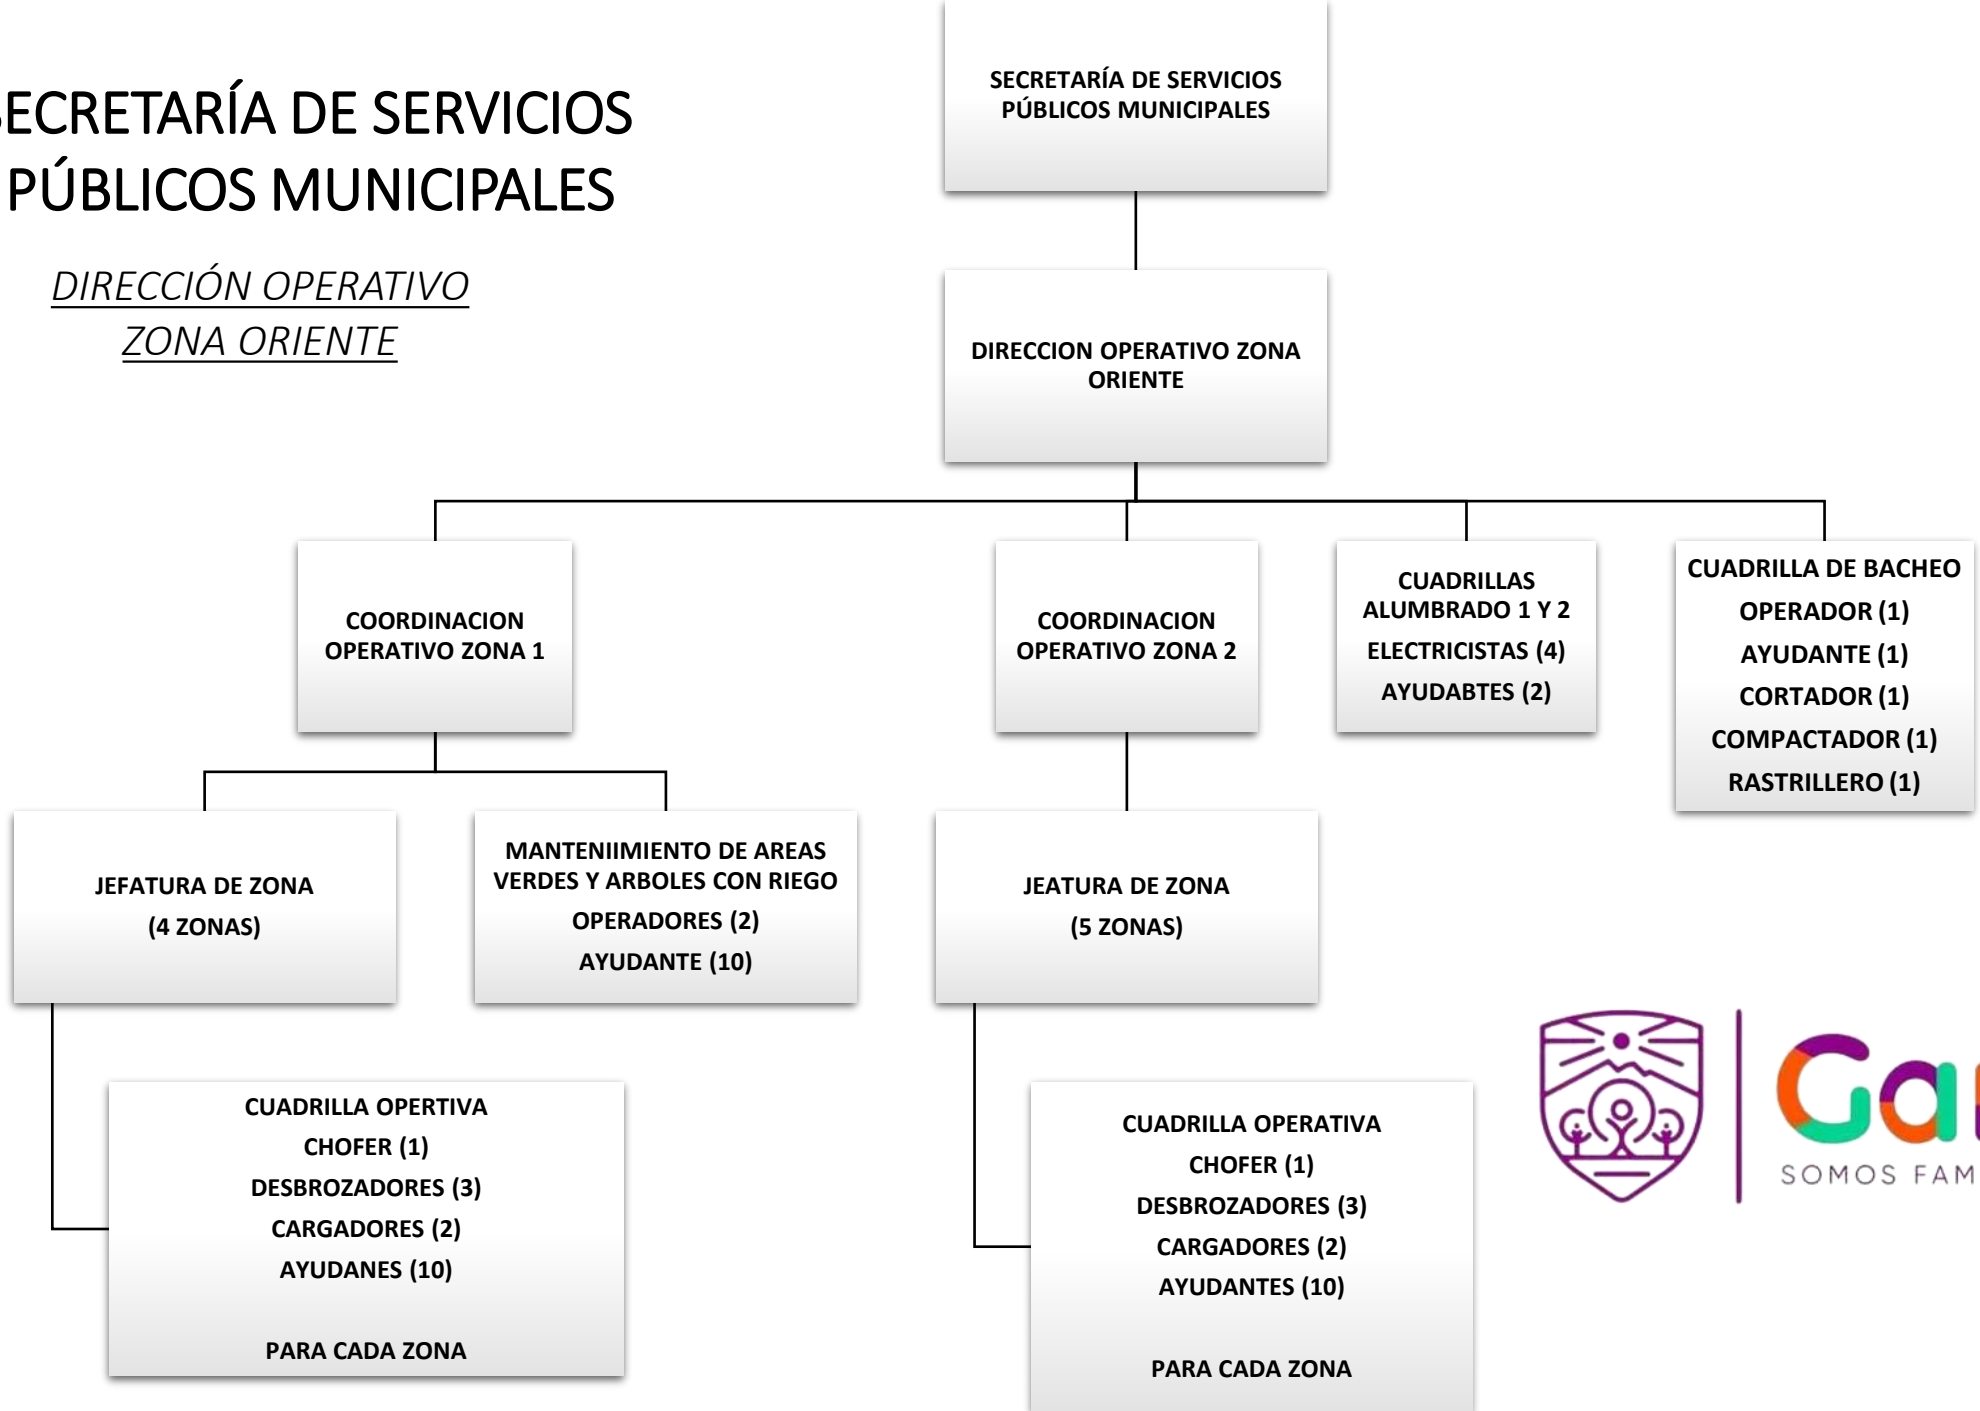 SECRETARÍA DE SERVICIOS
PÚBLICOS MUNICIPALES
DIRECCIÓN OPERATIVO
ZONA ORIENTE
SECRETARÍA DE SERVICIOS
PÚBLICOS MUNICIPALES
DIRECCION OPERATIVO ZONA
ORIENTE
COORDINACION
OPERATIVO ZONA 1
COORDINACION
OPERATIVO ZONA 2
CUADRILLAS
ALUMBRADO 1 Y 2
ELECTRICISTAS (4)
AYUDABTES (2)
CUADRILLA DE BACHEO
OPERADOR (1)
AYUDANTE (1)
CORTADOR (1)
COMPACTADOR (1)
RASTRILLERO (1)
JEFATURA DE ZONA
(4 ZONAS)
MANTENIIMIENTO DE AREAS
VERDES Y ARBOLES CON RIEGO
OPERADORES (2)
AYUDANTE (10)
JEATURA DE ZONA
(5 ZONAS)
CUADRILLA OPERTIVA
CHOFER (1)
DESBROZADORES (3)
CARGADORES (2)
AYUDANES (10)
PARA CADA ZONA
CUADRILLA OPERATIVA
CHOFER (1)
DESBROZADORES (3)
CARGADORES (2)
AYUDANTES (10)
PARA CADA ZONA
Ga
SOMOS FAM